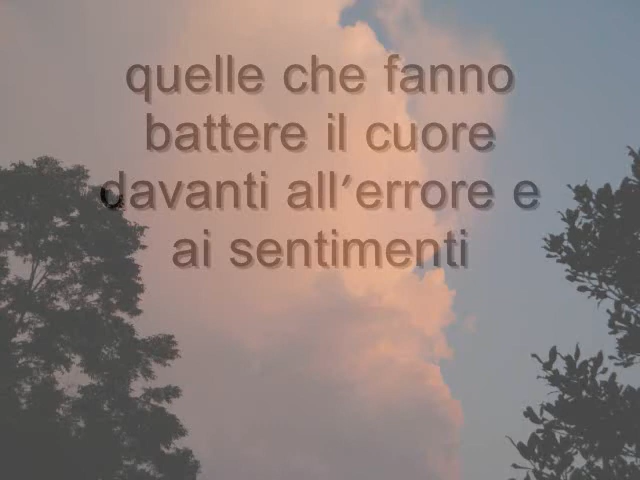 quelle che fanno
battere il cuore
davanti all'errore e
ai sentimenti